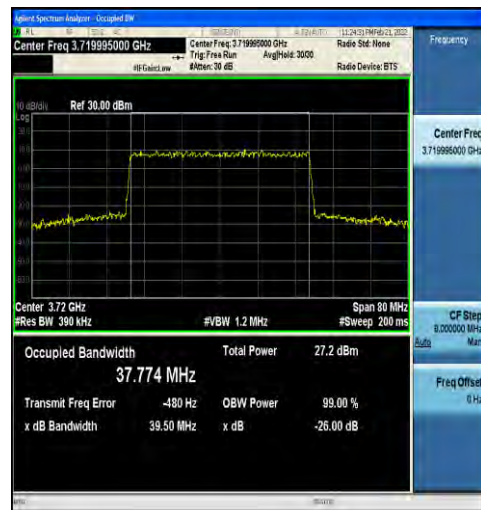 Agilent Spectrum Analyzer - Occupied BW
Center Freq 3.719995000 GHz
Center Freq: 3.719995000 GHz
Radio Std: None
Trig: Free Run
Avg|Hold: 30/30
#IFGain:Low
#Atten: 30 dB
Radio Device: BTS
Frequency
10 dB/div
Ref 30.00 dBm
Log
Center Freq
3.719995000 GHz
Center 3.72 GHz
Span 80 MHz
#Res BW 390 kHz
#VBW 1.2 MHz
#Sweep 200 ms
CF Step
8.000000 MHz
Auto
Man
Occupied Bandwidth
Total Power
27.2 dBm
37.774 MHz
Transmit Freq Error
-480 Hz
OBW Power
99.00 %
x dB Bandwidth
39.50 MHz
x dB
-26.00 dB
Freq Offset
0 Hz